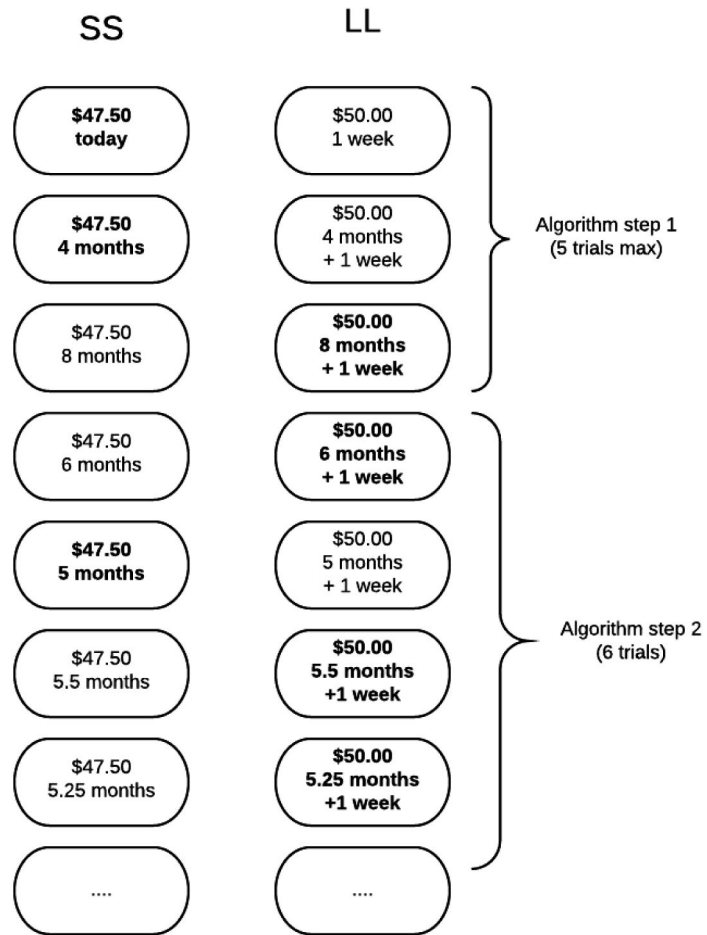 SS
LL
$47.50
today
$50.00
1 week
$47.50
4 months
$50.00
4 months
+ 1 week
$47.50
8 months
$50.00
8 months
+ 1 week
Algorithm step 1
(5 trials max)
$47.50
6 months
$50.00
6 months
+ 1 week
$47.50
5 months
$50.00
5 months
+ 1 week
$47.50
5.5 months
$50.00
5.5 months
+1 week
$47.50
5.25 months
$50.00
5.25 months
+1 week
....
....
Algorithm step 2
(6 trials)